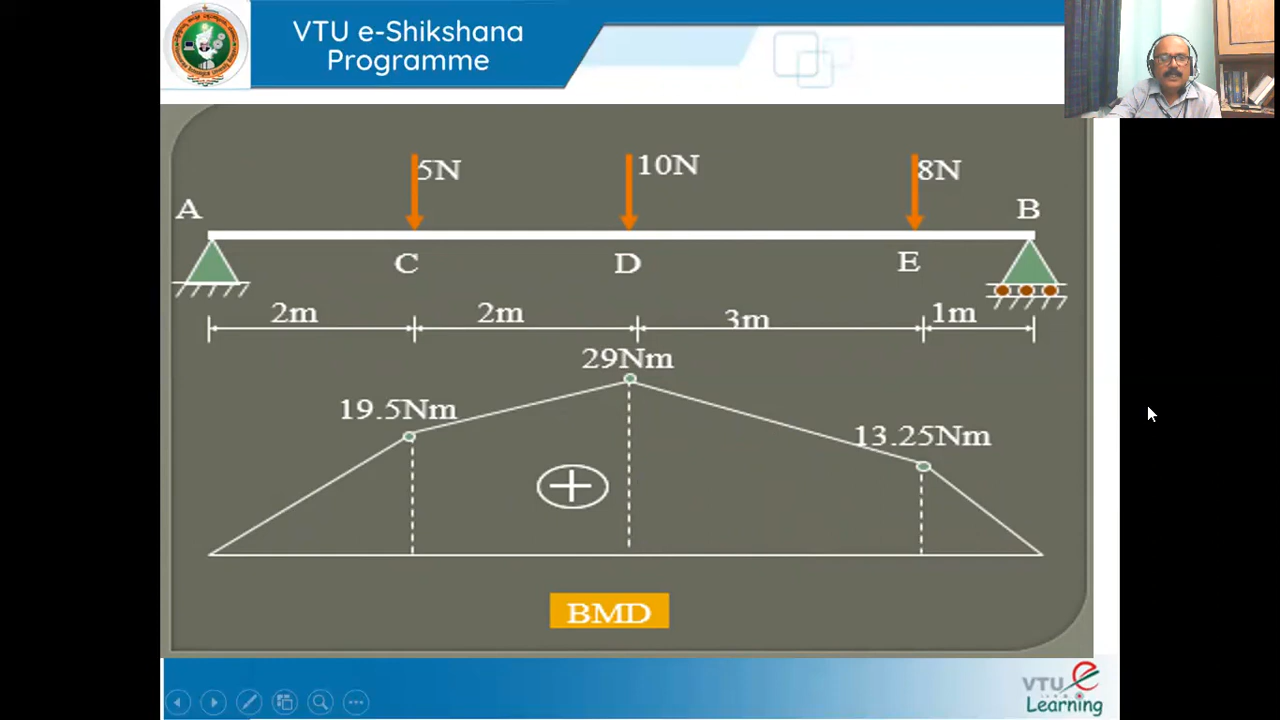 VTU e-Shikshana
Programme
5N
10N
8N
A
B
C
D
E
2m
2m
3m
1m
29Nm
19.5Nm
13.25Nm
BMD
VTU e
Learning